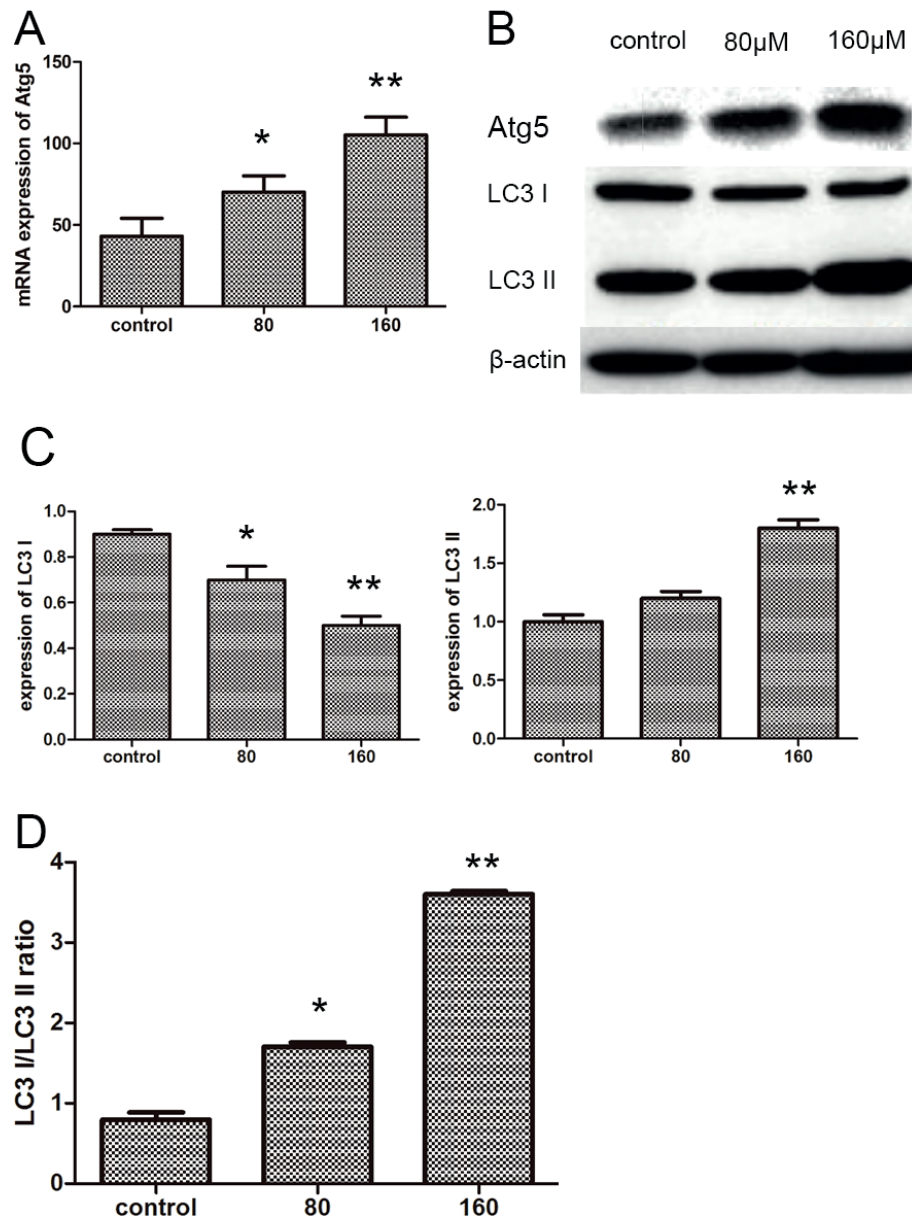 A
mRNA expression of Atg5
150
100
50
0
*
**
control 80 160
B
control 80µM 160µM
Atg5
LC3 I
LC3 II
β-actin
C
expression of LC3 I
1.0
0.8
0.6
0.4
0.2
0.0
*
**
control 80 160
expression of LC3 II
2.0
1.5
1.0
0.5
0.0
**
control 80 160
D
LC3 I/LC3 II ratio
4
3
2
1
0
*
**
control 80 160